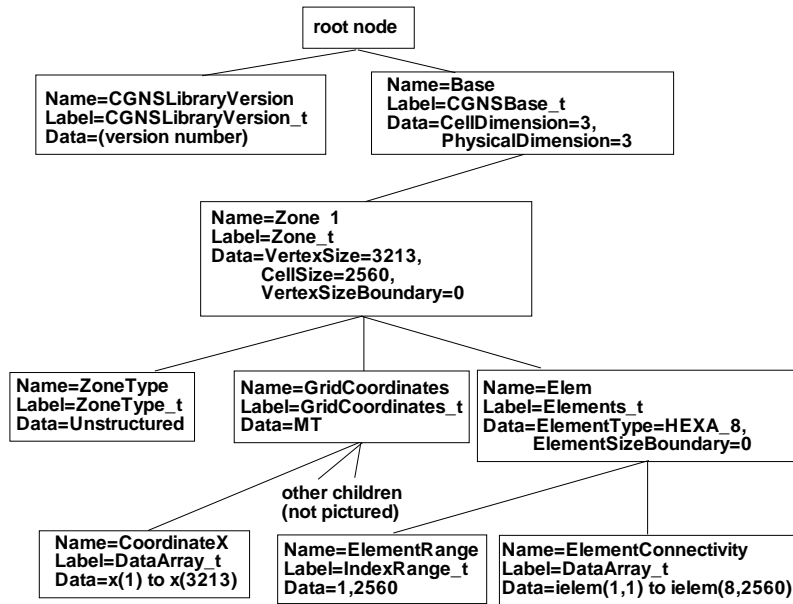 root node
Name=CGNSLibraryVersion
Label=CGNSLibraryVersion_t
Data=(version number)
Name=Base
Label=CGNSBase_t
Data=CellDimension=3,
PhysicalDimension=3
Name=Zone 1
Label=Zone_t
Data=VertexSize=3213,
CellSize=2560,
VertexSizeBoundary=0
Name=ZoneType
Label=ZoneType_t
Data=Unstructured
Name=GridCoordinates
Label=GridCoordinates_t
Data=MT
Name=Elem
Label=Elements_t
Data=ElementType=HEXA_8,
ElementSizeBoundary=0
other children
(not pictured)
Name=CoordinateX
Label=DataArray_t
Data=x(1) to x(3213)
Name=ElementRange
Label=IndexRange_t
Data=1,2560
Name=ElementConnectivity
Label=DataArray_t
Data=ielem(1,1) to ielem(8,2560)